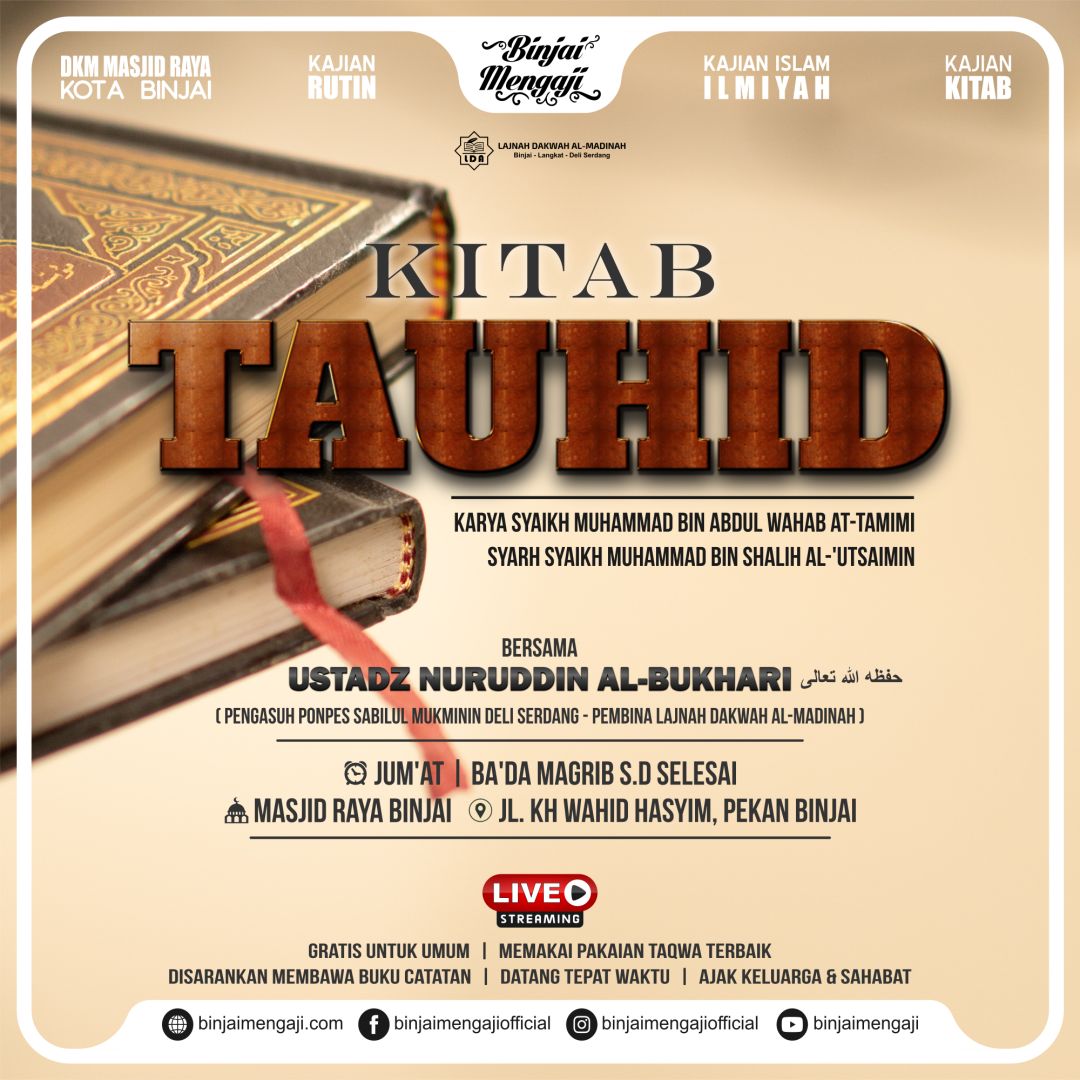 DKM MASJID RAYA
KOTA BINJAI
KAJIAN
RUTIN
Binjai
Mengaji
KAJIAN ISLAM
ILMIYAH
KAJIAN
KITAB
LDA
LAJNAH DAKWAH AL-MADINAH
Binjai - Langkat - Deli Serdang
KITAB
TAUHID
KARYA SYAIKH MUHAMMAD BIN ABDUL WAHAB AT-TAMIMI
SYARH SYAIKH MUHAMMAD BIN SHALIH AL-'UTSAIMIN
BERSAMA
USTADZ NURUDDIN AL-BUKHARI حفظه الله تعالى
( PENGASUH PONPES SABILUL MUKMININ DELI SERDANG - PEMBINA LAJNAH DAKWAH AL-MADINAH )
JUM'AT | BA'DA MAGRIB S.D SELESAI
MASJID RAYA BINJAI JL. KH WAHID HASYIM, PEKAN BINJAI
LIVE
STREAMING
GRATIS UNTUK UMUM | MEMAKAI PAKAIAN TAQWA TERBAIK
DISARANKAN MEMBAWA BUKU CATATAN | DATANG TEPAT WAKTU | AJAK KELUARGA & SAHABAT
binjaimengaji.com binjaimengajiofficial binjaimengajiofficial binjaimengaji